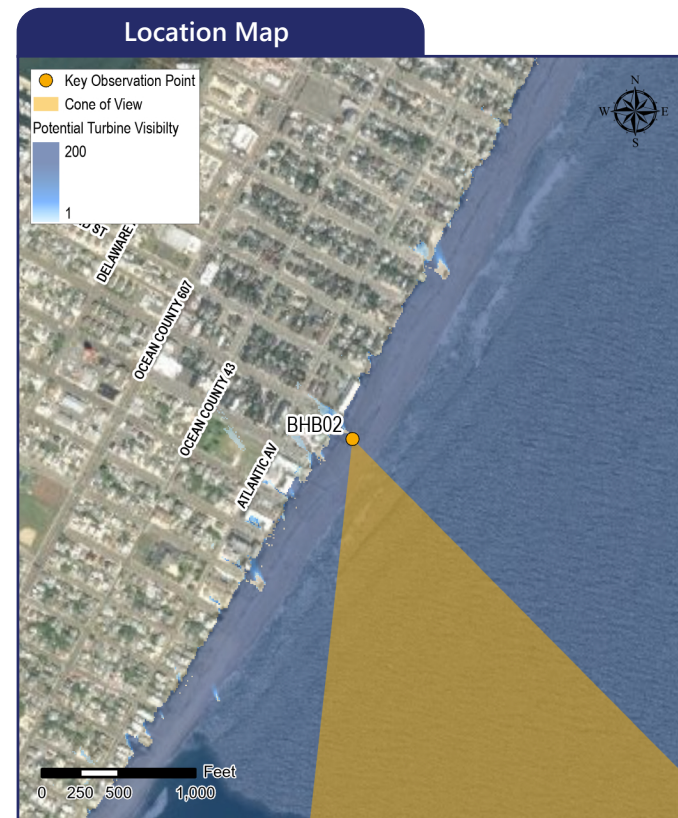 Location Map
Key Observation Point
Cone of View
Potential Turbine Visibilty
200
1
N
W E
S
ST
DELAWARE
OCEAN COUNTY 607
OCEAN COUNTY 43
ATLANTIC AV
BHB02
Feet
0 250 500 1,000